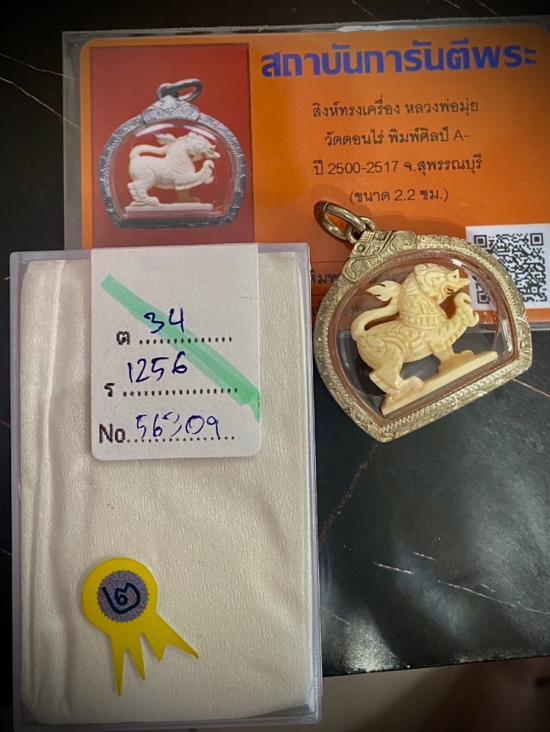 สถาบันการันตีพระ
สิงห์ทรงเครื่อง หลวงพ่อมุ่ย
วัดดอนไร่ พิมพ์ศิลป์ A-
ปี 2500-2517 จ.สุพรรณบุรี
(ขนาด 2.2 ซม.)
ต 34
ร 1256
No. 56909
๒